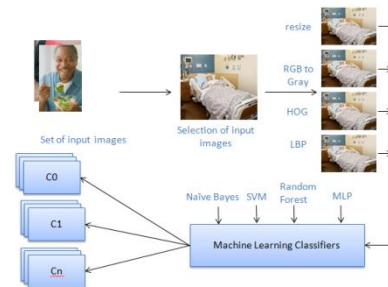 resize
RGB to
Gray
HOG
LBP
Set of input images
Selection of input
images
C0
C1
Cn
Naïve Bayes
SVM
Random
Forest
MLP
Machine Learning Classifiers